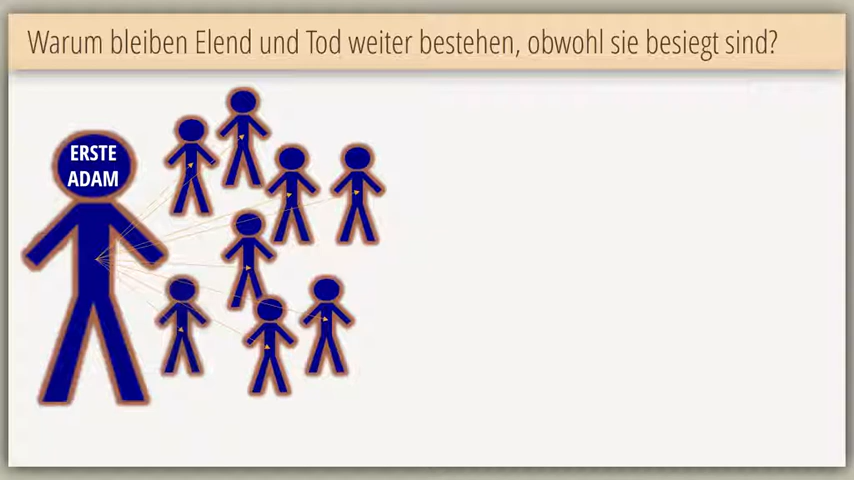 Warum bleiben Elend und Tod weiter bestehen, obwohl sie besiegt sind?
ERSTE
ADAM